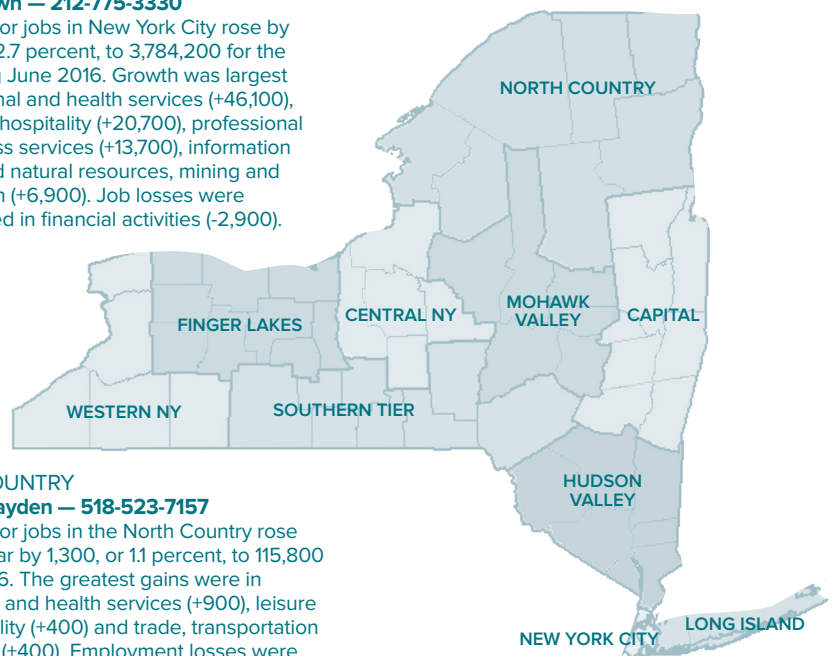 wn — 212-775-3330
or jobs in New York City rose by
2.7 percent, to 3,784,200 for the
g June 2016. Growth was largest
nal and health services (+46,100),
hospitality (+20,700), professional
ss services (+13,700), information
d natural resources, mining and
n (+6,900). Job losses were
ed in financial activities (-2,900).
NORTH COUNTRY
FINGER LAKES
CENTRAL NY
MOHAWK
VALLEY
CAPITAL
WESTERN NY
SOUTHERN TIER
HUDSON
VALLEY
LONG ISLAND
NEW YORK CITY
OUNTRY
ayden — 518-523-7157
or jobs in the North Country rose
ar by 1,300, or 1.1 percent, to 115,800
6. The greatest gains were in
and health services (+900), leisure
lity (+400) and trade, transportation
(+400). Employment losses were